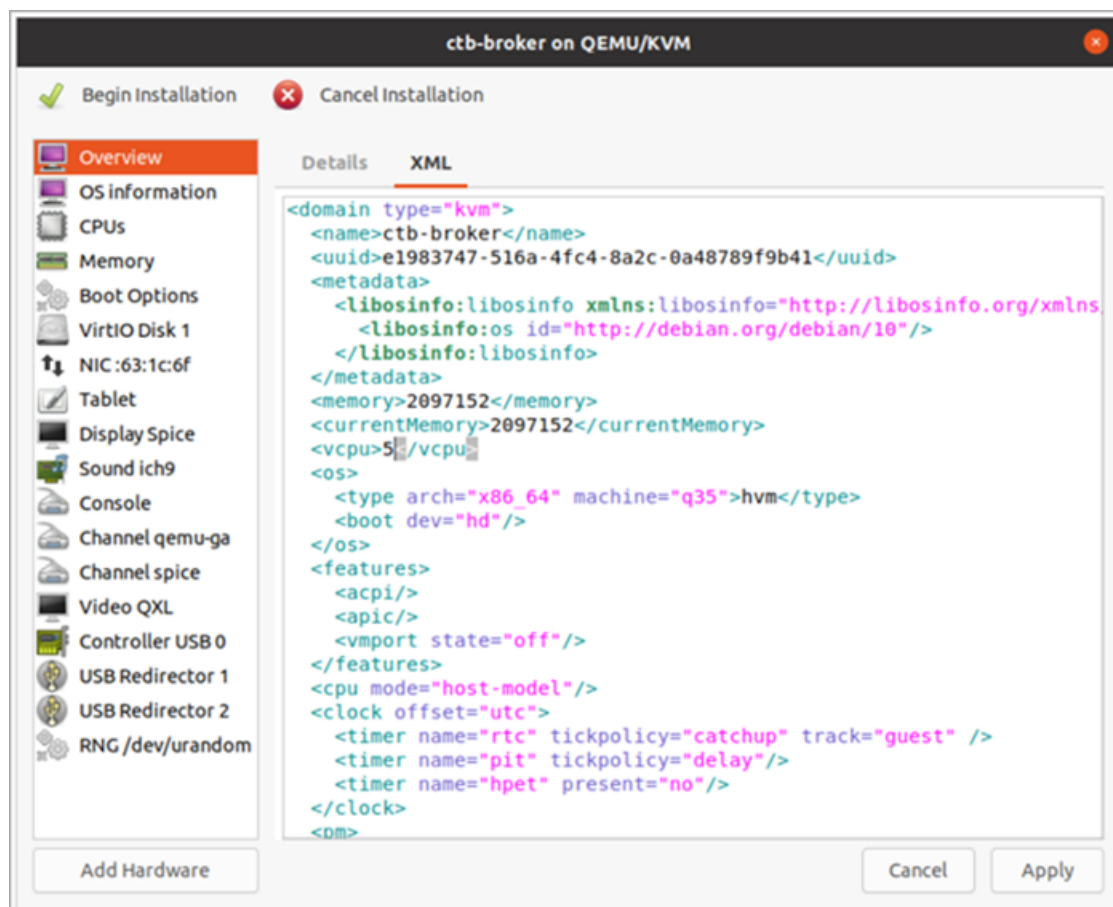 ctb-broker on QEMU/KVM
Begin Installation
Cancel Installation
Overview
OS information
CPUs
Memory
Boot Options
VirtIO Disk 1
NIC :63:1c:6f
Tablet
Display Spice
Sound ich9
Console
Channel qemu-ga
Channel spice
Video QXL
Controller USB 0
USB Redirector 1
USB Redirector 2
RNG /dev/urandom
Add Hardware
Details
XML
<domain type="kvm">
  <name>ctb-broker</name>
  <uuid>e1983747-516a-4fc4-8a2c-0a48789f9b41</uuid>
  <metadata>
    <libosinfo:libosinfo xmlns:libosinfo="http://libosinfo.org/xmlns
      <libosinfo:os id="http://debian.org/debian/10"/>
    </libosinfo:libosinfo>
  </metadata>
  <memory>2097152</memory>
  <currentMemory>2097152</currentMemory>
  <vcpu>5</vcpu>
  <os>
    <type arch="x86_64" machine="q35">hvm</type>
    <boot dev="hd"/>
  </os>
  <features>
    <acpi/>
    <apic/>
    <vmport state="off"/>
  </features>
  <cpu mode="host-model"/>
  <clock offset="utc">
    <timer name="rtc" tickpolicy="catchup" track="guest" />
    <timer name="pit" tickpolicy="delay"/>
    <timer name="hpet" present="no"/>
  </clock>
  <pm>
Cancel
Apply